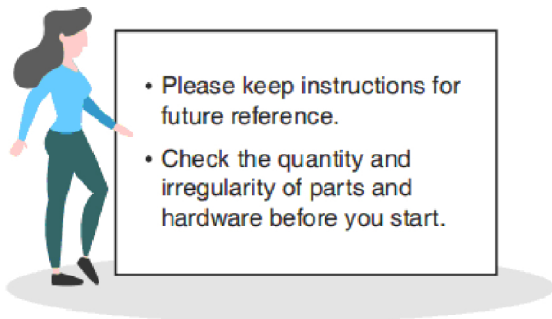 • Please keep instructions for
future reference.
• Check the quantity and
irregularity of parts and
hardware before you start.